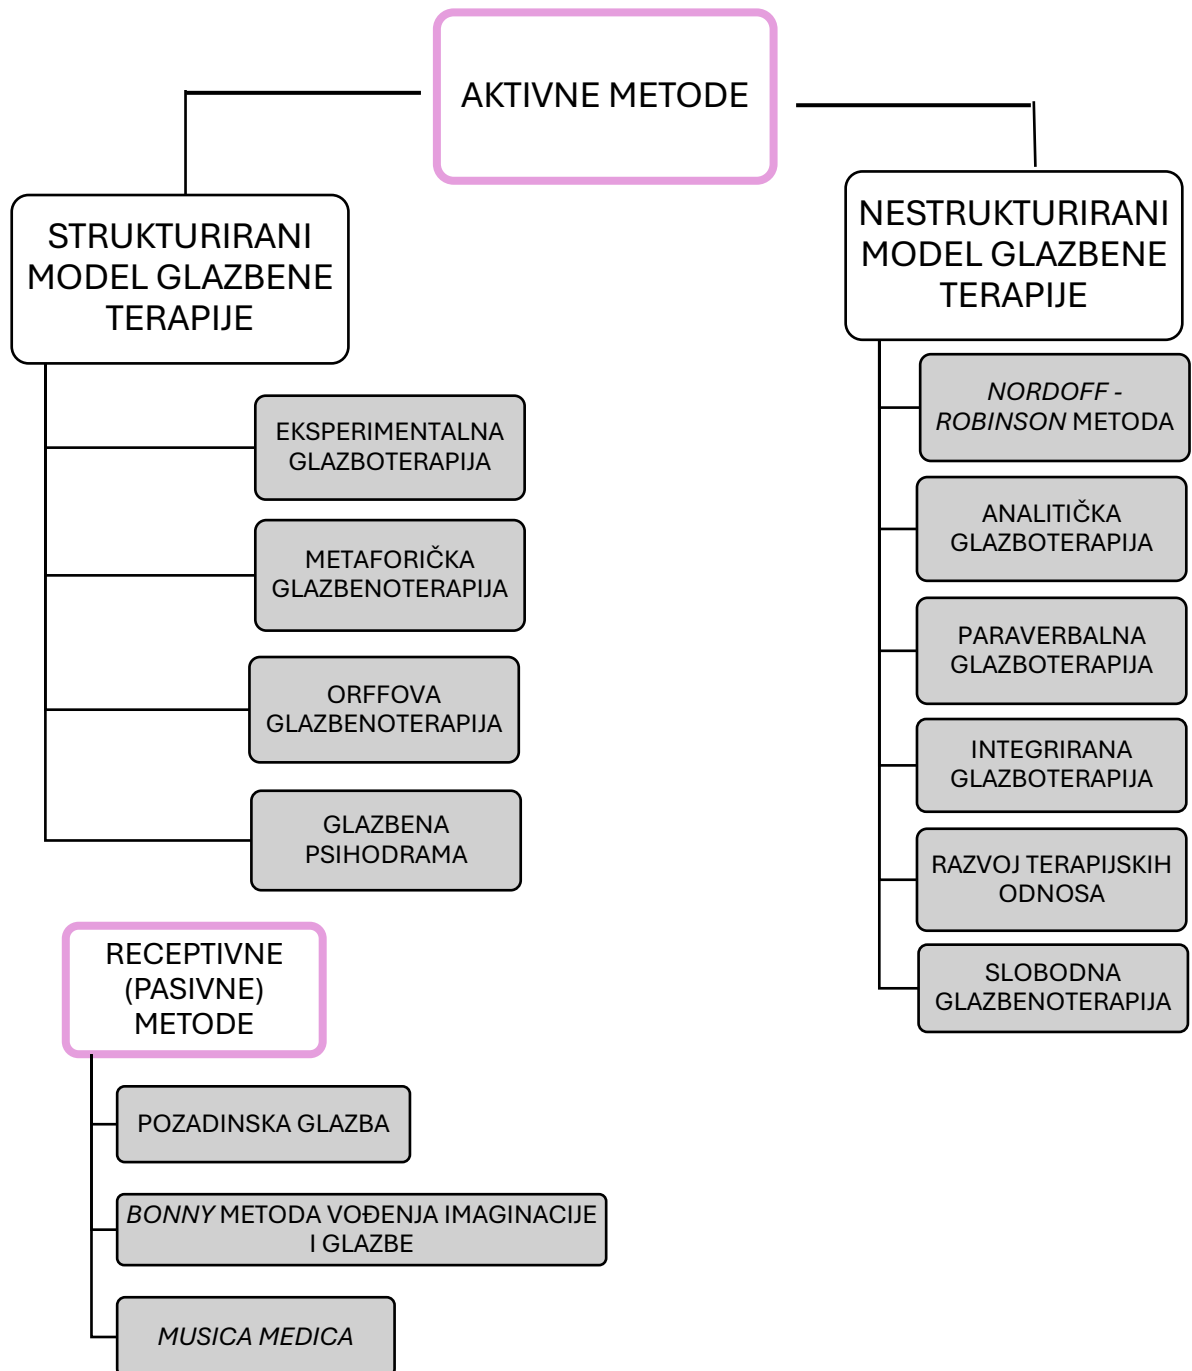 AKTIVNE METODE
STRUKTURIRANI
MODEL GLAZBENE
TERAPIJE
EKSPERIMENTALNA
GLAZBOTERAPIJA
METAFORIČKA
GLAZBENOTERAPIJA
ORFFOVA
GLAZBENOTERAPIJA
GLAZBENA
PSIHODRAMA
NESTRUKTURIRANI
MODEL GLAZBENE
TERAPIJE
NORDOFF -
ROBINSON METODA
ANALITIČKA
GLAZBOTERAPIJA
PARAVERBALNA
GLAZBOTERAPIJA
INTEGRIRANA
GLAZBOTERAPIJA
RAZVOJ TERAPIJSKIH
ODNOSA
SLOBODNA
GLAZBENOTERAPIJA
RECEPTIVNE
(PASIVNE)
METODE
POZADINSKA GLAZBA
BONNY METODA VOĐENJA IMAGINACIJE
I GLAZBE
MUSICA MEDICA